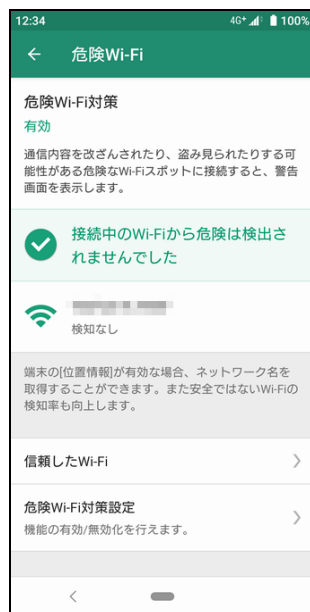 12:34
4G+ 100%
危険Wi-Fi
危険Wi-Fi対策
有効
通信内容を改ざんされたり、盗み見られたりする可
能性がある危険なWi-Fiスポットに接続すると、警告
画面を表示します。
接続中のWi-Fiから危険は検出さ
れませんでした
検知なし
端末の[位置情報]が有効な場合、ネットワーク名を
取得することができます。また安全ではないWi-Fiの
検知率も向上します。
信頼したWi-Fi
危険Wi-Fi対策設定
機能の有効/無効化を行えます。